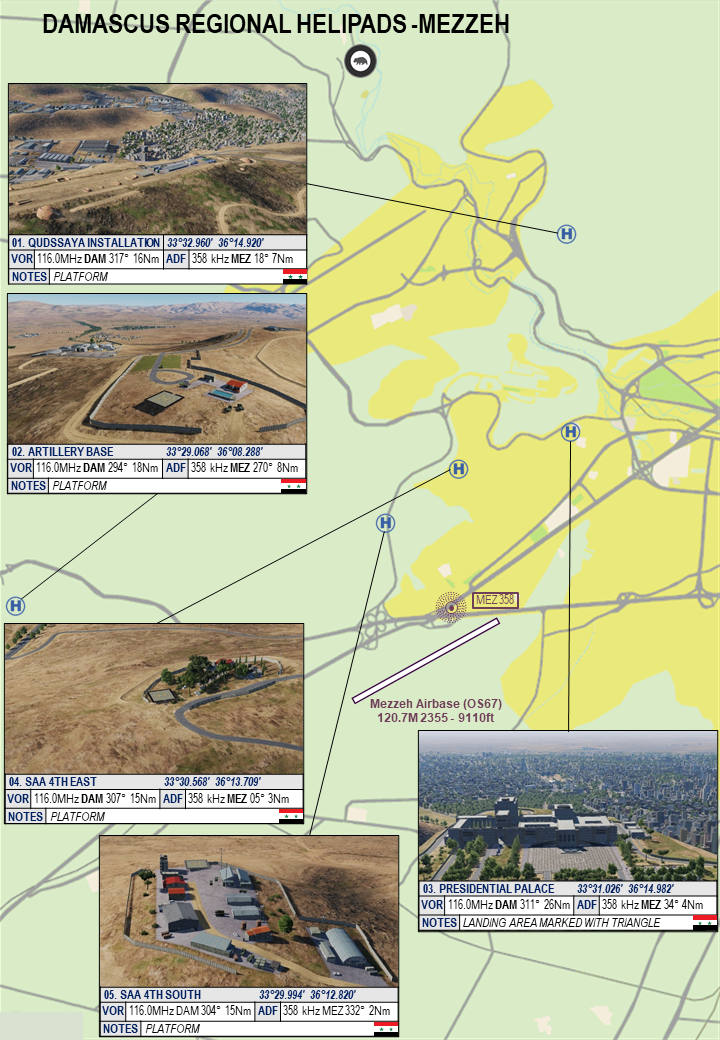 DAMASCUS REGIONAL HELIPADS -MEZZEH
01. QUDSSAYA INSTALLATION 33°32.960' 36°14.920'
VOR 116.0MHz DAM 317° 16Nm ADF 358 kHz MEZ 18° 7Nm
NOTES PLATFORM
H
02. ARTILLERY BASE 33°29.068' 36°08.288'
VOR 116.0MHz DAM 294° 18Nm ADF 358 kHz MEZ 270° 8Nm
NOTES PLATFORM
H
H
H
H
MEZ 358
Mezzeh Airbase (OS67)
120.7M 2355 - 9110ft
04. SAA 4TH EAST 33°30.568' 36°13.709'
VOR 116.0MHz DAM 307° 15Nm ADF 358 kHz MEZ 05° 3Nm
NOTES PLATFORM
03. PRESIDENTIAL PALACE 33°31.026' 36°14.982'
VOR 116.0MHz DAM 311° 26Nm ADF 358 kHz MEZ 34° 4Nm
NOTES LANDING AREA MARKED WITH TRIANGLE
05. SAA 4TH SOUTH 33°29.994' 36°12.820'
VOR 116.0MHz DAM 304° 15Nm ADF 358 kHz MEZ 332° 2Nm
NOTES PLATFORM